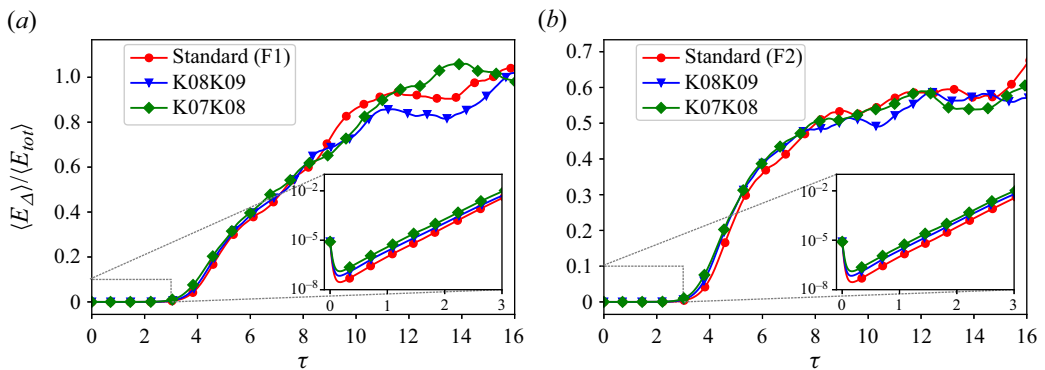 (a)
1.0
0.8
0.6
0.4
0.2
0
⟨E_Δ⟩/⟨E_tot⟩
Standard (F1)
K08K09
K07K08
10^−2
10^−5
10^−8
0 1 2 3
0 2 4 6 8 10 12 14 16
τ
(b)
0.7
0.6
0.5
0.4
0.3
0.2
0.1
0
Standard (F2)
K08K09
K07K08
10^−2
10^−5
10^−8
0 1 2 3
0 2 4 6 8 10 12 14 16
τ